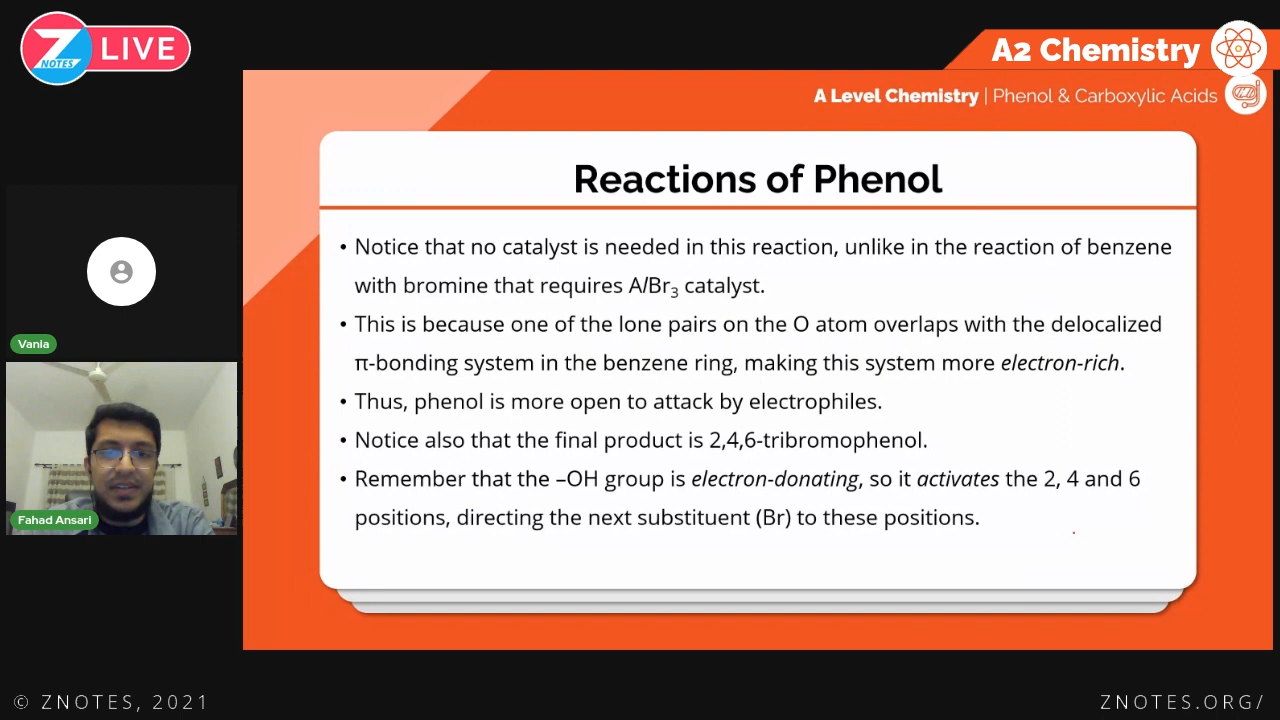 Z
NOTES
LIVE
A2 Chemistry
A Level Chemistry | Phenol & Carboxylic Acids
Reactions of Phenol
• Notice that no catalyst is needed in this reaction, unlike in the reaction of benzene
with bromine that requires AlBr₃ catalyst.
• This is because one of the lone pairs on the O atom overlaps with the delocalized
π-bonding system in the benzene ring, making this system more electron-rich.
• Thus, phenol is more open to attack by electrophiles.
• Notice also that the final product is 2,4,6-tribromophenol.
• Remember that the –OH group is electron-donating, so it activates the 2, 4 and 6
positions, directing the next substituent (Br) to these positions.
Vania
Fahad Ansari
© ZNOTES, 2021
ZNOTES.ORG/